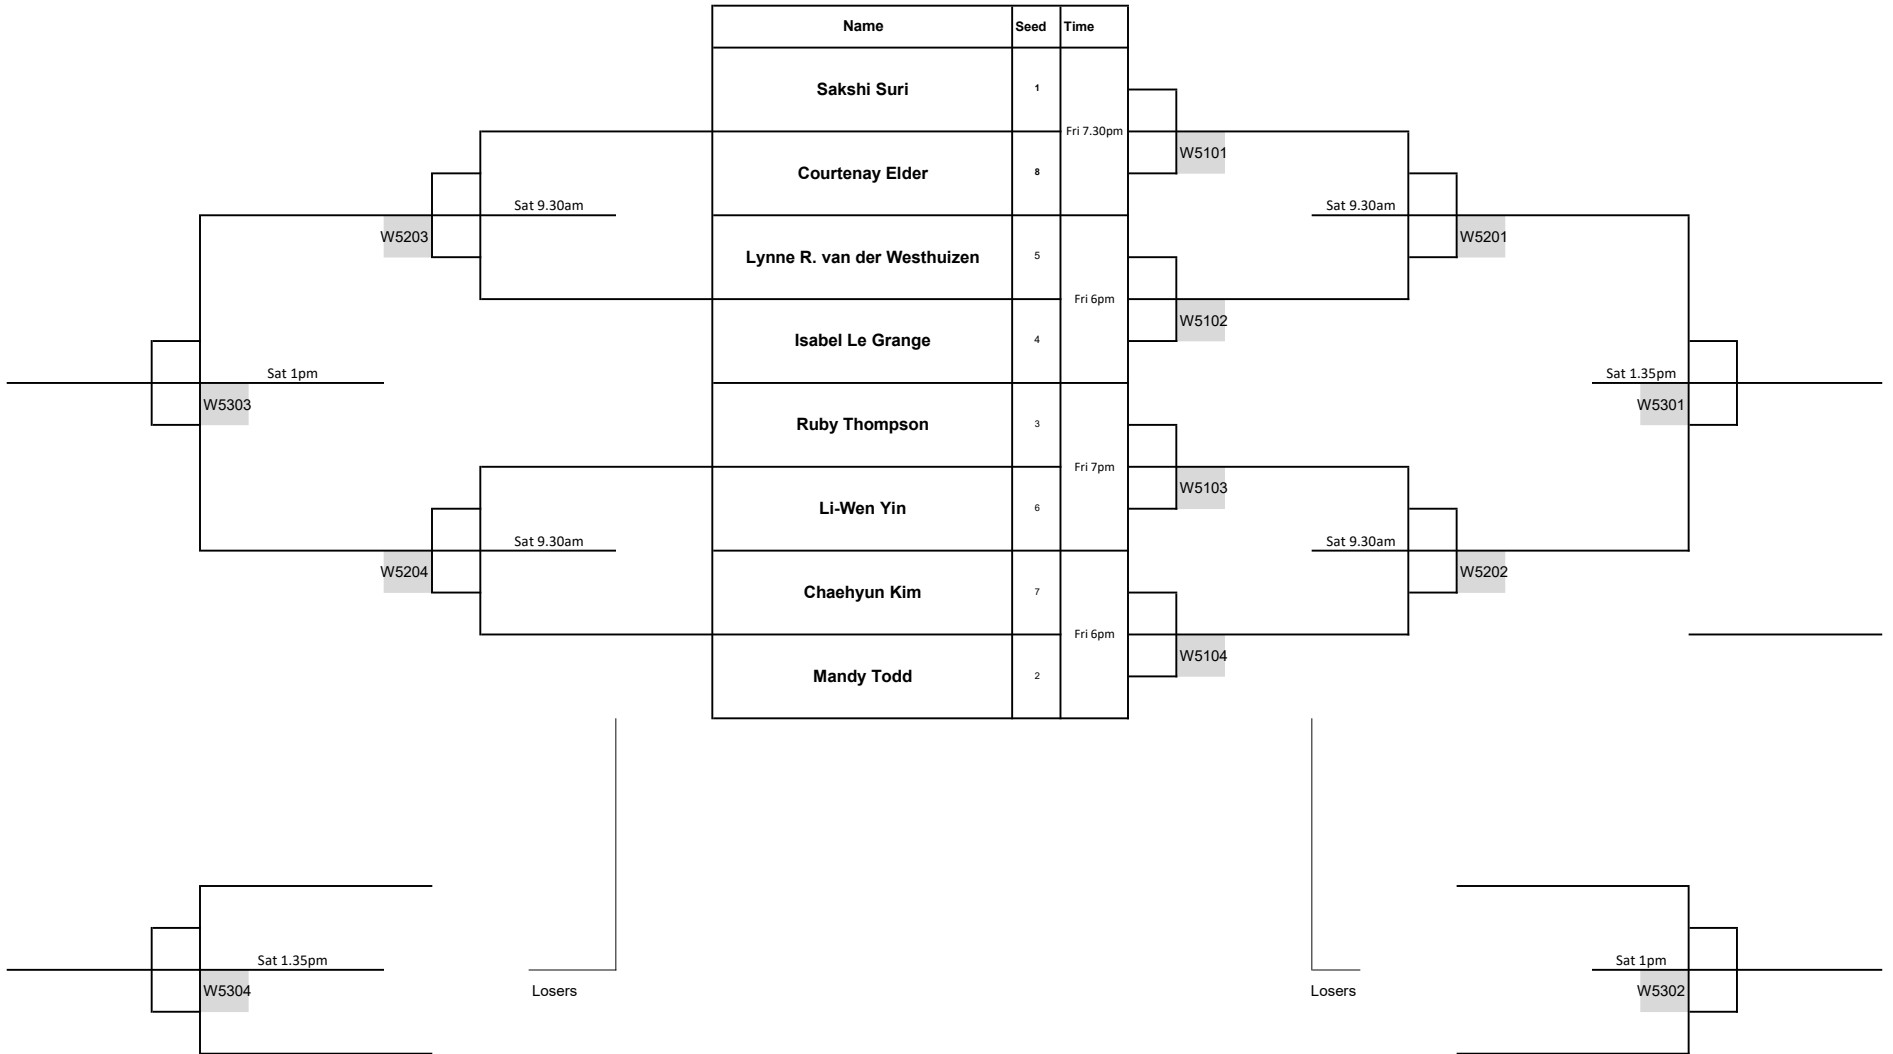 Name Seed Time
Sakshi Suri 1
Fri 7.30pm
W5101
Courtenay Elder 8
Sat 9.30am
Sat 9.30am
W5203
W5201
Lynne R. van der Westhuizen 5
Fri 6pm
W5102
Isabel Le Grange 4
Sat 1pm
Sat 1.35pm
W5303
W5301
Ruby Thompson 3
Fri 7pm
W5103
Li-Wen Yin 6
Sat 9.30am
Sat 9.30am
W5204
W5202
Chaehyun Kim 7
Fri 6pm
W5104
Mandy Todd 2
Sat 1.35pm
Sat 1pm
W5304
Losers
Losers
W5302